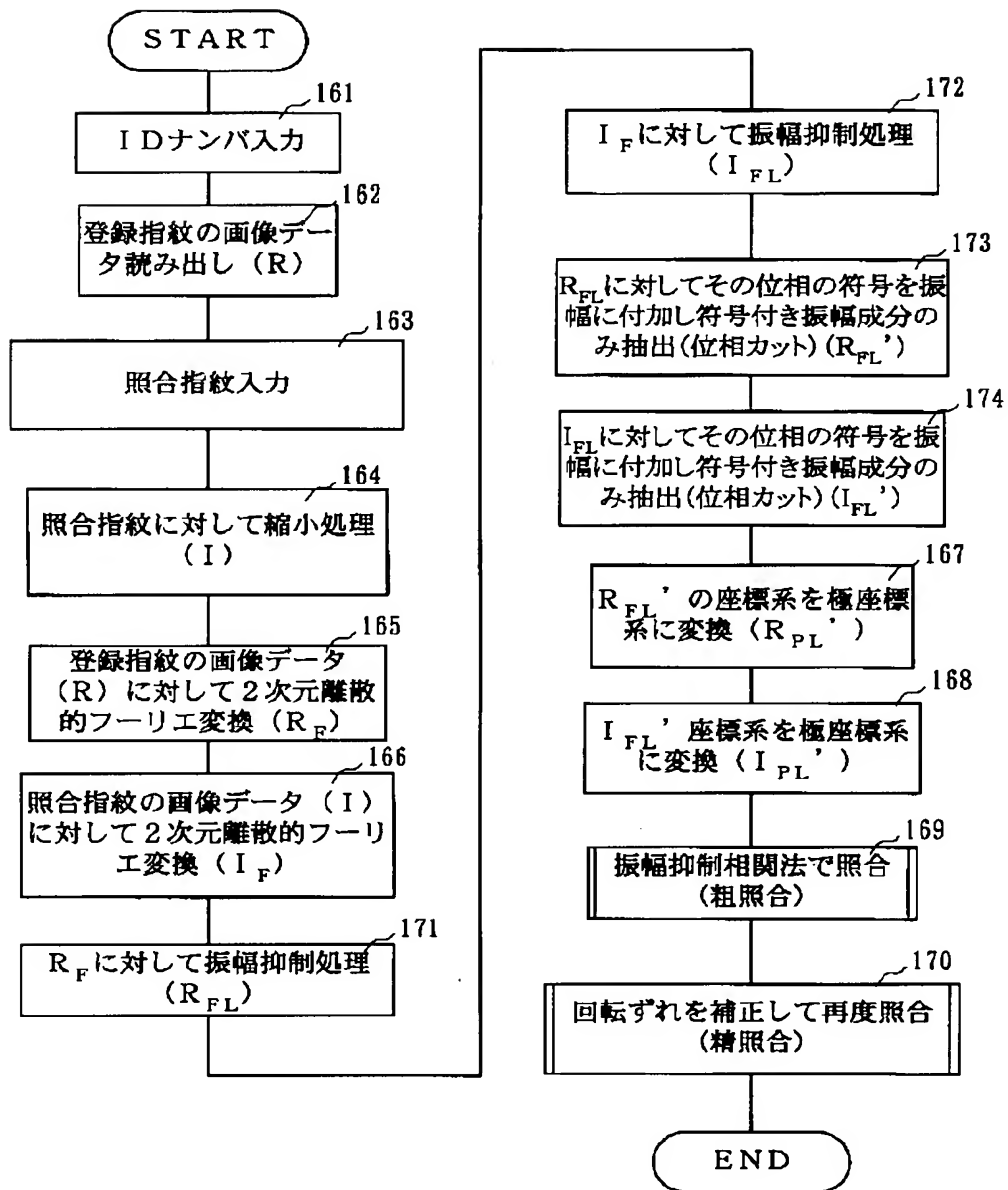 START
161
IDナンバ入力
162
登録指紋の画像デー
タ読み出し(R)
163
照合指紋入力
164
照合指紋に対して縮小処理
(I)
165
登録指紋の画像データ
(R)に対して2次元離散
的フーリエ変換(R_F)
166
照合指紋の画像データ(I)
に対して2次元離散的フーリ
エ変換(I_F)
171
R_Fに対して振幅抑制処理
(R_FL)
172
I_Fに対して振幅抑制処理
(I_FL)
173
R_FLに対してその位相の符号を振
幅に付加し符号付き振幅成分の
み抽出(位相カット)(R_FL')
174
I_FLに対してその位相の符号を振
幅に付加し符号付き振幅成分の
み抽出(位相カット)(I_FL')
167
R_FL'の座標系を極座標
系に変換(R_PL')
168
I_FL'座標系を極座標系
に変換(I_PL')
169
振幅抑制相関法で照合
(粗照合)
170
回転ずれを補正して再度照合
(精照合)
END